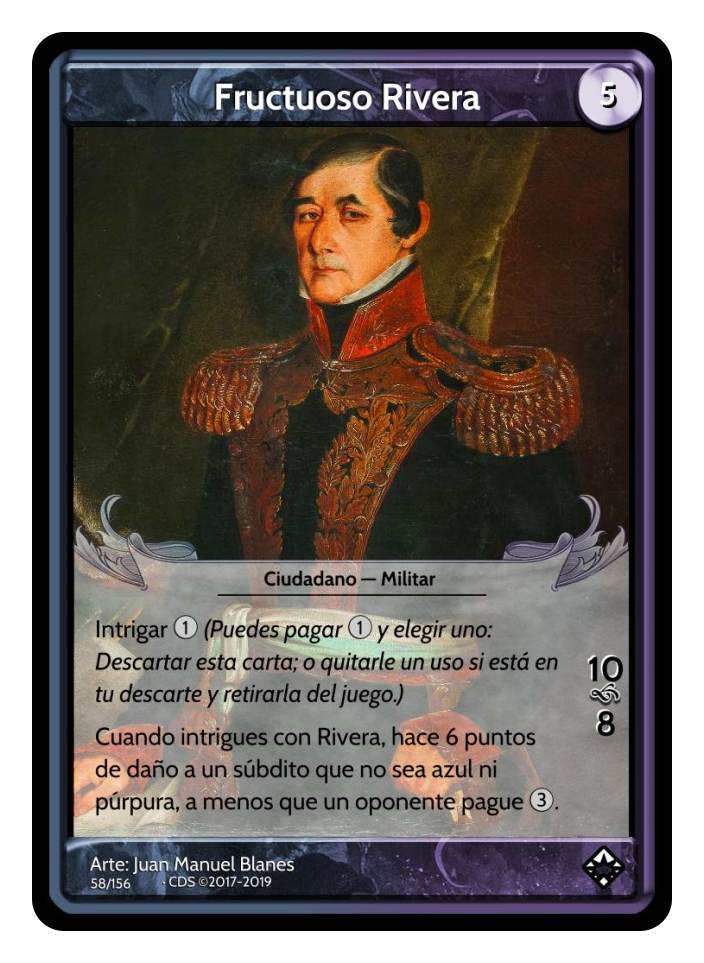 Fructuoso Rivera
5
Ciudadano — Militar
Intrigar 1 (Puedes pagar 1 y elegir uno:
Descartar esta carta; o quitarle un uso si está en
tu descarte y retirarla del juego.)
10
8
Cuando intrigues con Rivera, hace 6 puntos
de daño a un súbdito que no sea azul ni
púrpura, a menos que un oponente pague 3.
Arte: Juan Manuel Blanes
58/156 · CDS ©2017-2019